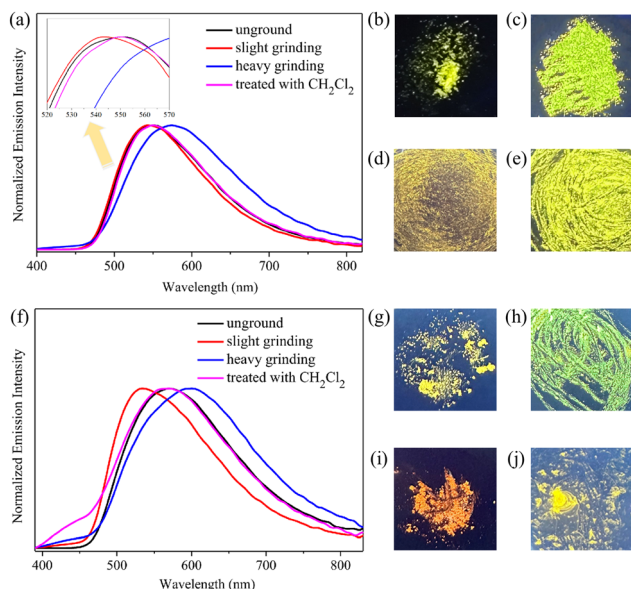 (a)
unground
slight grinding
heavy grinding
treated with CH₂Cl₂
520 530 540 550 560 570
Normalized Emission Intensity
400 500 600 700 800
Wavelength (nm)
(b)
(c)
(d)
(e)
(f)
unground
slight grinding
heavy grinding
treated with CH₂Cl₂
Normalized Emission Intensity
400 500 600 700 800
Wavelength (nm)
(g)
(h)
(i)
(j)